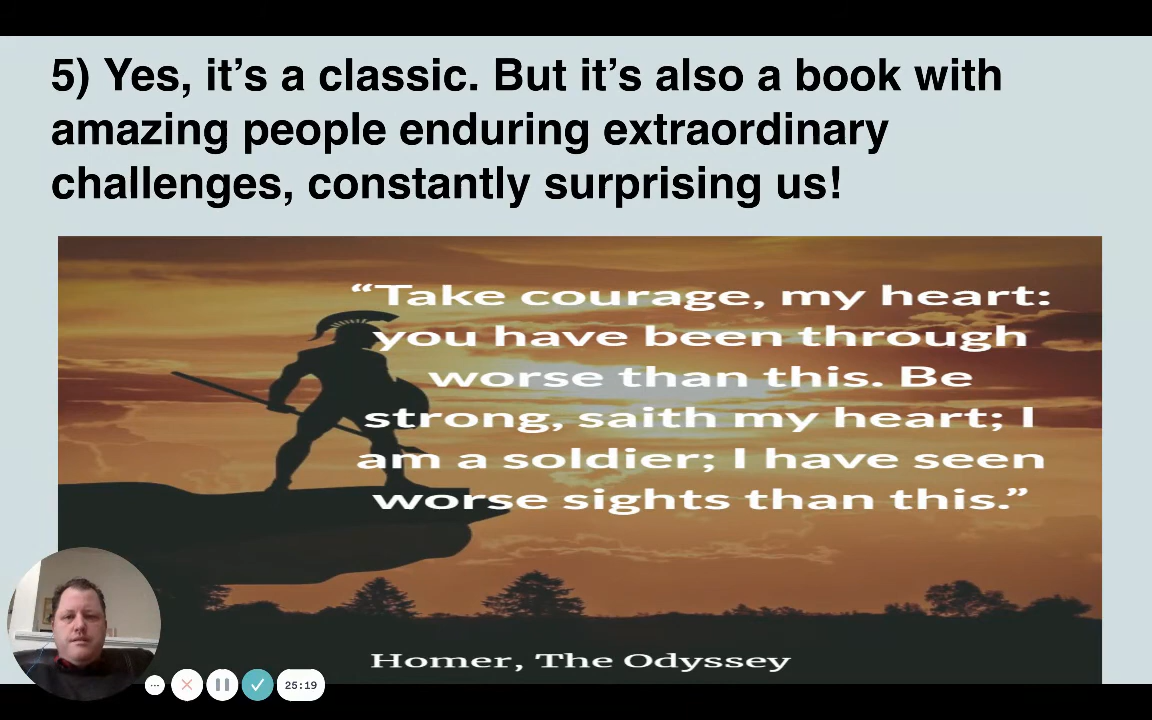 5) Yes, it’s a classic. But it’s also a book with
amazing people enduring extraordinary
challenges, constantly surprising us!
“Take courage, my heart:
you have been through
worse than this. Be
strong, saith my heart; I
am a soldier; I have seen
worse sights than this.”
Homer, The Odyssey
25:19